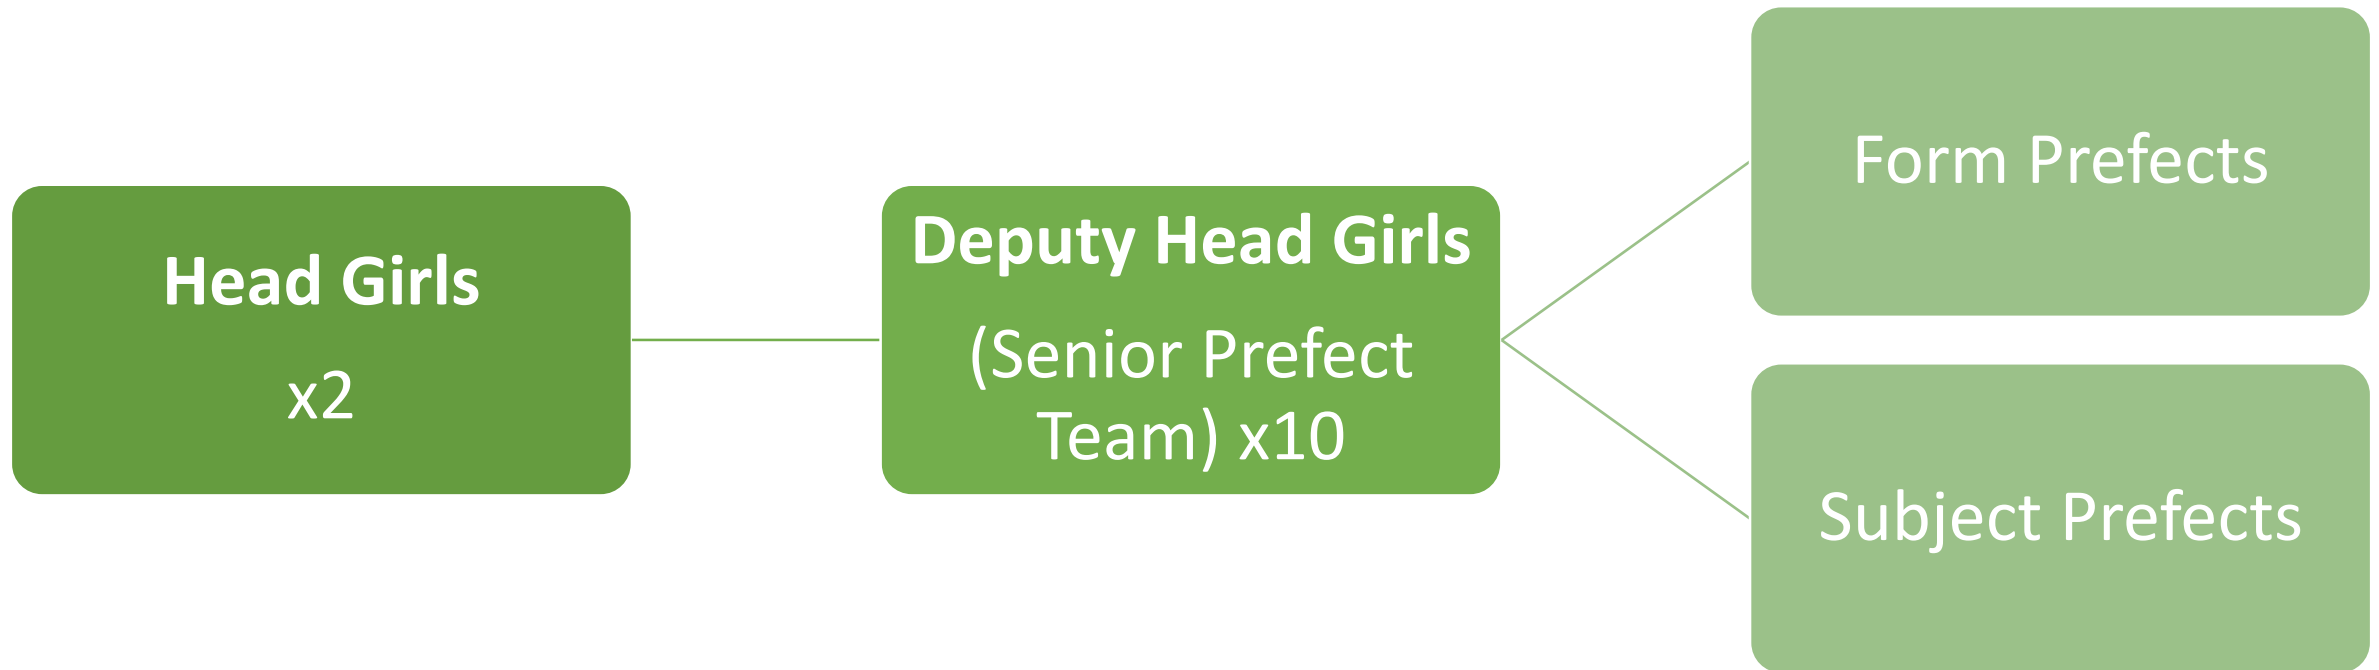 Head Girls
x2
Deputy Head Girls
(Senior Prefect
Team) x10
Form Prefects
Subject Prefects